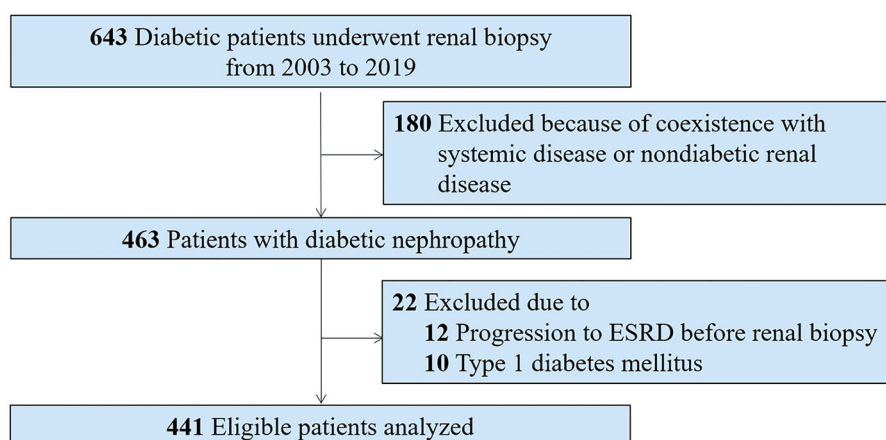 643 Diabetic patients underwent renal biopsy
from 2003 to 2019
180 Excluded because of coexistence with
systemic disease or nondiabetic renal
disease
463 Patients with diabetic nephropathy
22 Excluded due to
12 Progression to ESRD before renal biopsy
10 Type 1 diabetes mellitus
441 Eligible patients analyzed